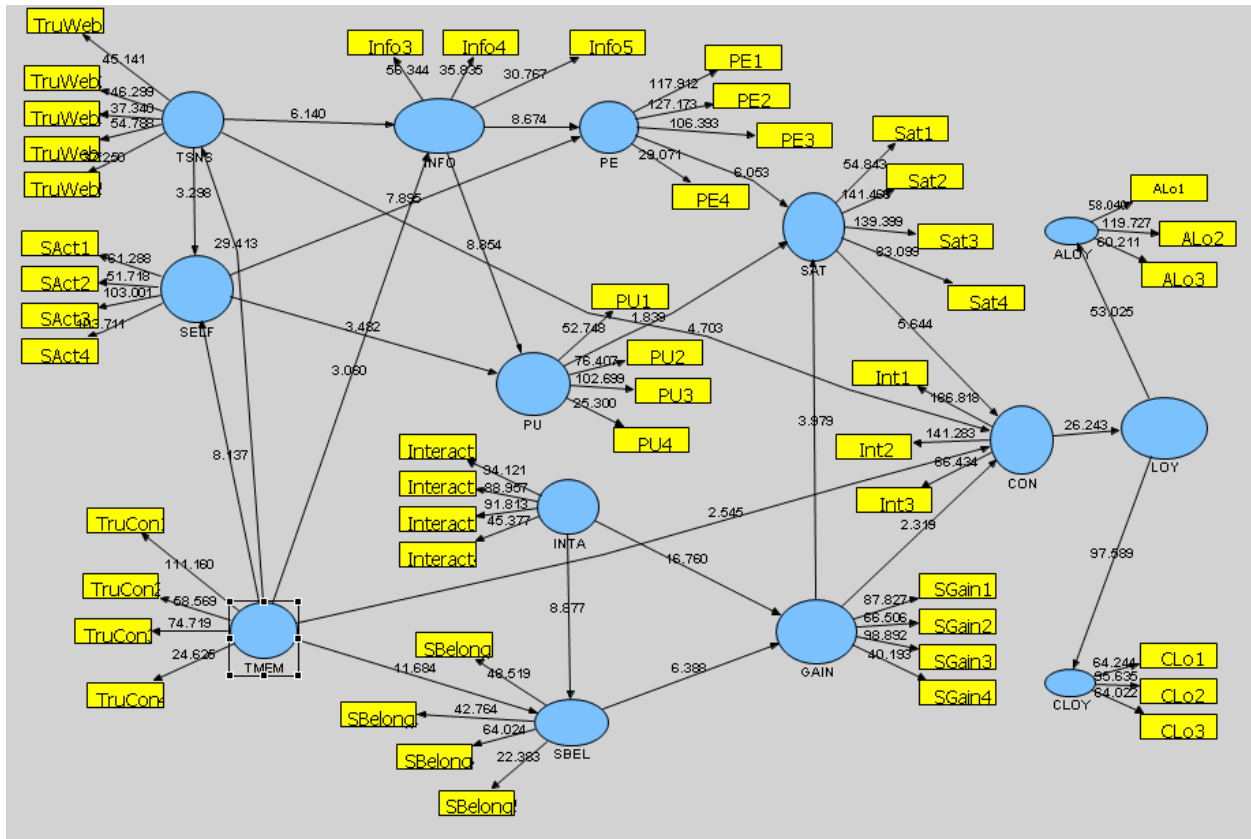 TruWeb
45.141
TruWeb
46.299
TruWeb
37.340
TruWeb
54.788
TruWeb
TSNS
3.298
6.140
Info3
56.344
Info4
35.835
Info5
30.767
INFO
8.674
PE
PE1
117.912
PE2
127.173
PE3
106.393
PE4
29.071
6.053
7.895
Sat1
54.843
Sat2
Sat3
139.399
Sat4
83.099
SAT
ALo1
58.040
ALo2
119.727
ALo3
60.211
ALOY
53.025
SAct1
61.288
SAct2
51.718
SAct3
103.001
SAct4
SELF
29.413
8.854
3.482
3.060
PU1
52.748
1.839
PU2
76.407
PU3
102.699
PU4
25.300
PU
4.703
5.644
3.979
Int1
Int2
141.283
Int3
66.434
CON
26.243
LOY
2.319
2.545
8.137
Interact
94.121
Interact
88.957
Interact
91.813
Interact
45.377
INTA
16.760
8.877
97.589
TruCon
111.160
TruCon
58.569
TruCon
74.719
TruCon4
24.625
TMEM
11.684
SBelong
46.519
SBelong
42.764
SBelong
64.024
SBelong
22.383
SBEL
6.388
GAIN
SGain1
87.827
SGain2
66.506
SGain3
98.892
SGain4
40.193
CLOY
CLo1
64.244
CLo2
95.635
CLo3
64.022